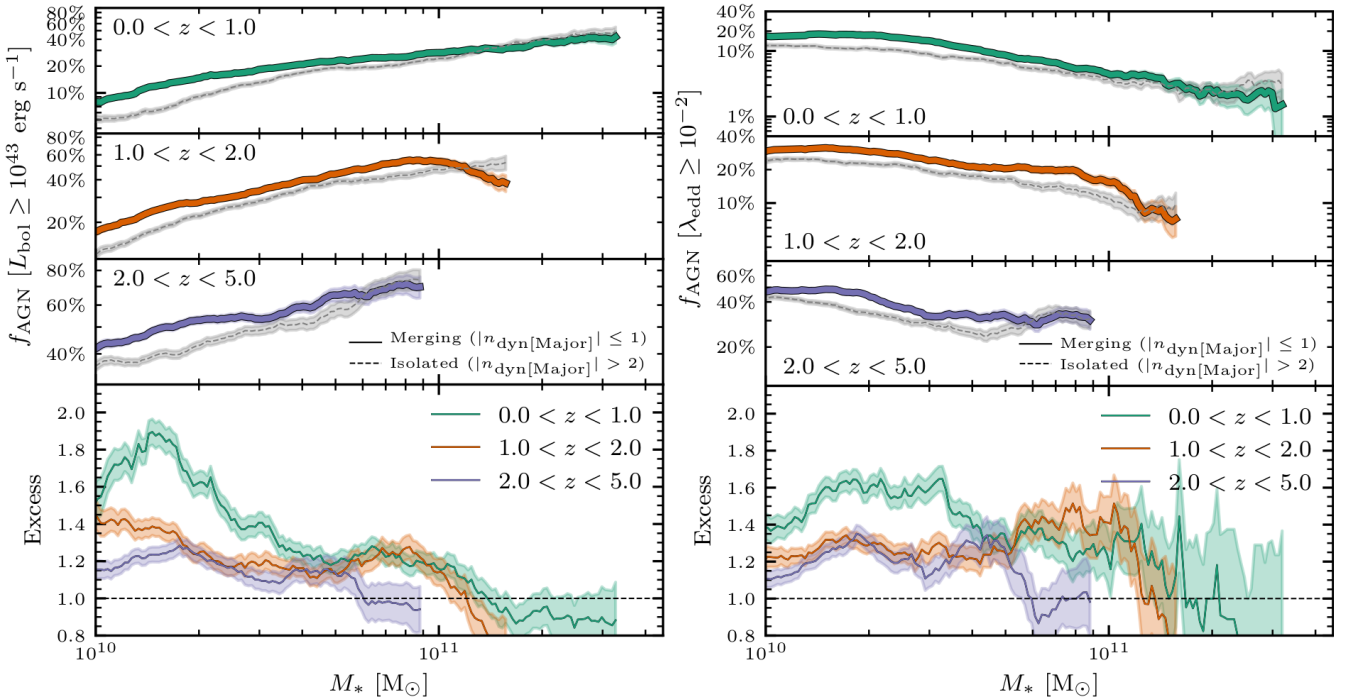 80%
60%
40%
20%
10%
0.0 < z < 1.0
80%
60%
40%
20%
1.0 < z < 2.0
80%
60%
40%
2.0 < z < 5.0
Merging (|n_dyn[Major]| ≤ 1)
Isolated (|n_dyn[Major]| > 2)
f_AGN [L_bol ≥ 10^43 erg s^−1]
2.0
1.8
1.6
1.4
1.2
1.0
0.8
Excess
0.0 < z < 1.0
1.0 < z < 2.0
2.0 < z < 5.0
10^10
10^11
M_* [M_⊙]
40%
20%
10%
1%
0.0 < z < 1.0
40%
20%
10%
1.0 < z < 2.0
60%
40%
20%
2.0 < z < 5.0
Merging (|n_dyn[Major]| ≤ 1)
Isolated (|n_dyn[Major]| > 2)
f_AGN [λ_edd ≥ 10^−2]
2.0
1.8
1.6
1.4
1.2
1.0
0.8
Excess
0.0 < z < 1.0
1.0 < z < 2.0
2.0 < z < 5.0
10^10
10^11
M_* [M_⊙]